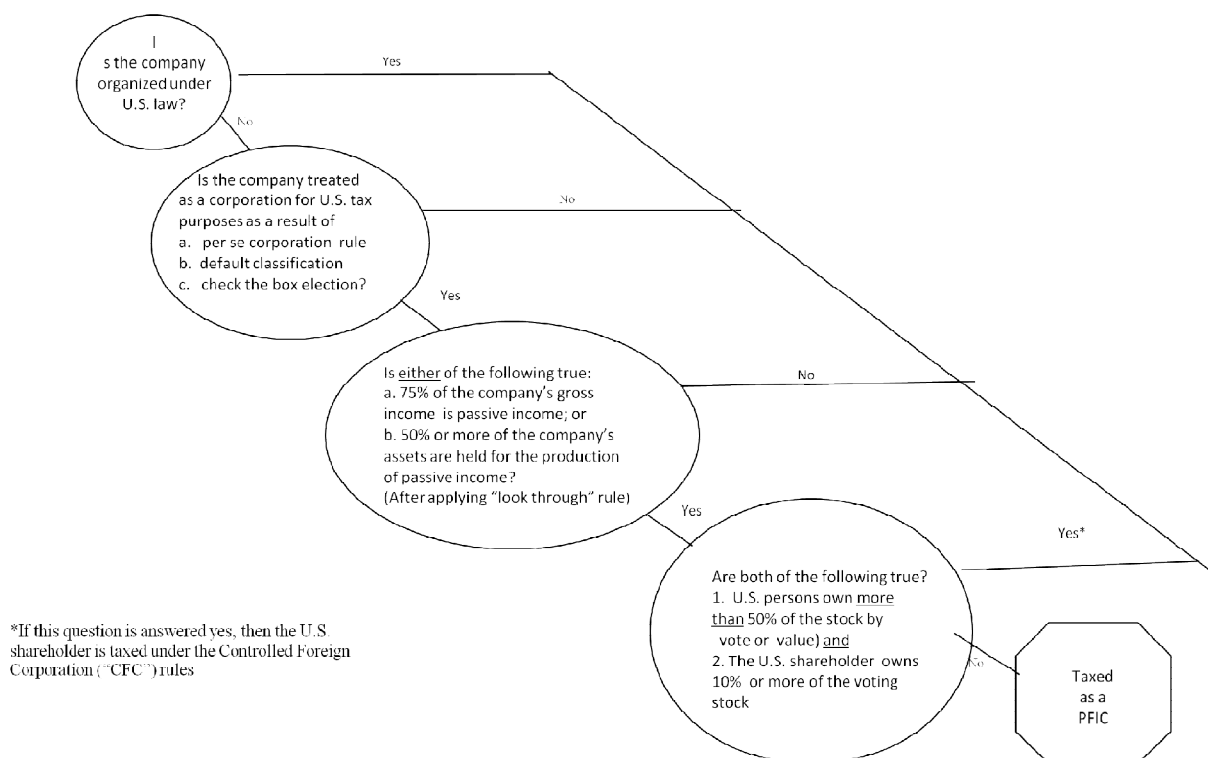 I
s the company
organized under
U.S. law?
Yes
No
Is the company treated
as a corporation for U.S. tax
purposes as a result of
a. per se corporation rule
b. default classification
c. check the box election?
No
Yes
Is either of the following true:
a. 75% of the company's gross
income is passive income; or
b. 50% or more of the company's
assets are held for the production
of passive income?
(After applying "look through" rule)
No
Yes
Are both of the following true?
1. U.S. persons own more
than 50% of the stock by
vote or value) and
2. The U.S. shareholder owns
10% or more of the voting
stock
Yes*
No
Taxed
as a
PFIC
*If this question is answered yes, then the U.S.
shareholder is taxed under the Controlled Foreign
Corporation ("CFC") rules